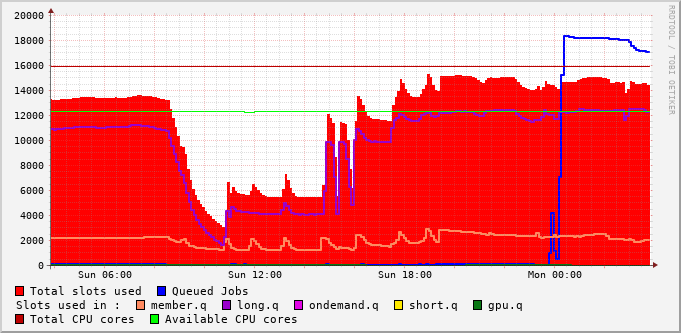 20000
18000
16000
14000
12000
10000
8000
6000
4000
2000
0
Sun 06:00 Sun 12:00 Sun 18:00 Mon 00:00
RRDTOOL / TOBI OETIKER
Total slots used Queued Jobs
Slots used in : member.q long.q ondemand.q short.q gpu.q
Total CPU cores Available CPU cores